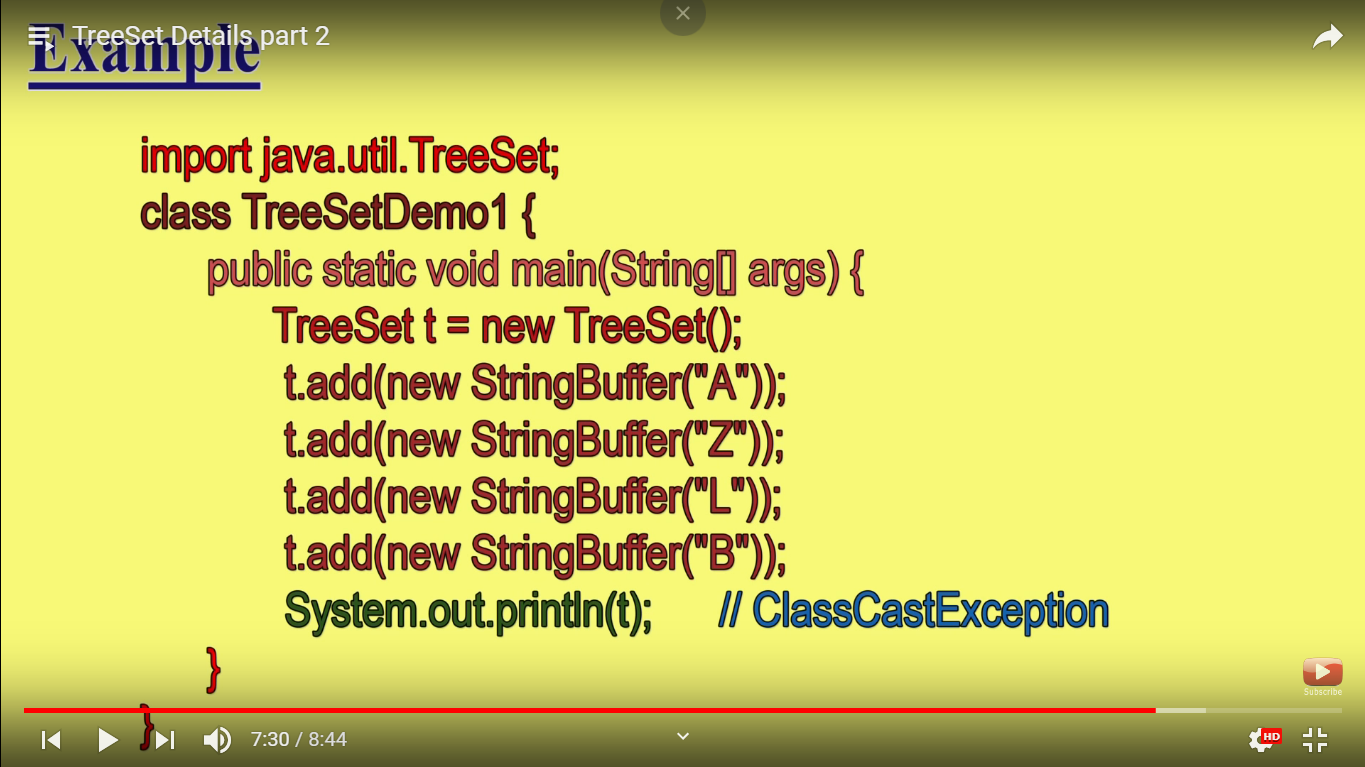 TreeSet Details part 2
Example
import java.util.TreeSet;
class TreeSetDemo1 {
public static void main(String[] args) {
TreeSet t = new TreeSet();
t.add(new StringBuffer("A"));
t.add(new StringBuffer("Z"));
t.add(new StringBuffer("L"));
t.add(new StringBuffer("B"));
System.out.println(t); // ClassCastException
}
}
Subscribe
7:30 / 8:44
HD